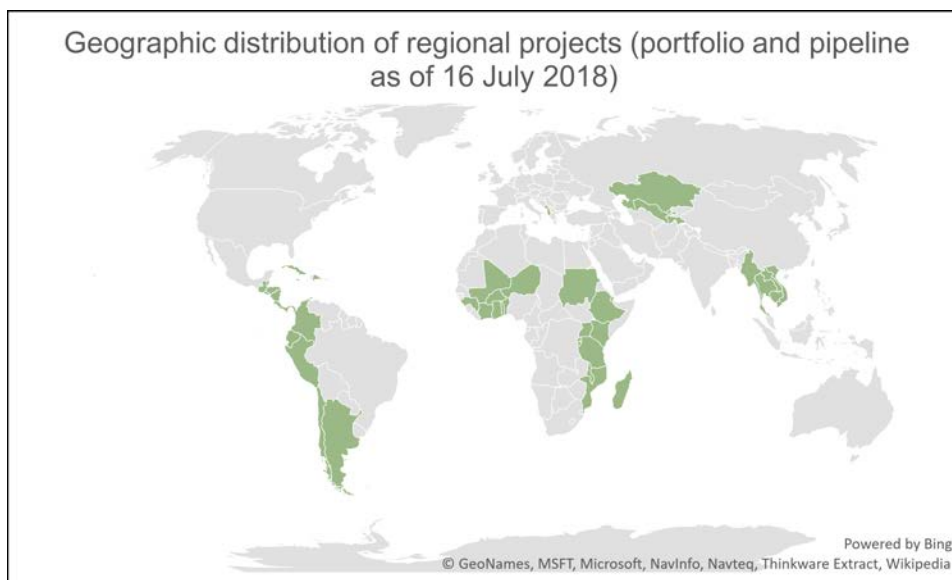 Geographic distribution of regional projects (portfolio and pipeline
as of 16 July 2018)
Powered by Bing
© GeoNames, MSFT, Microsoft, NavInfo, Navteq, Thinkware Extract, Wikipedia